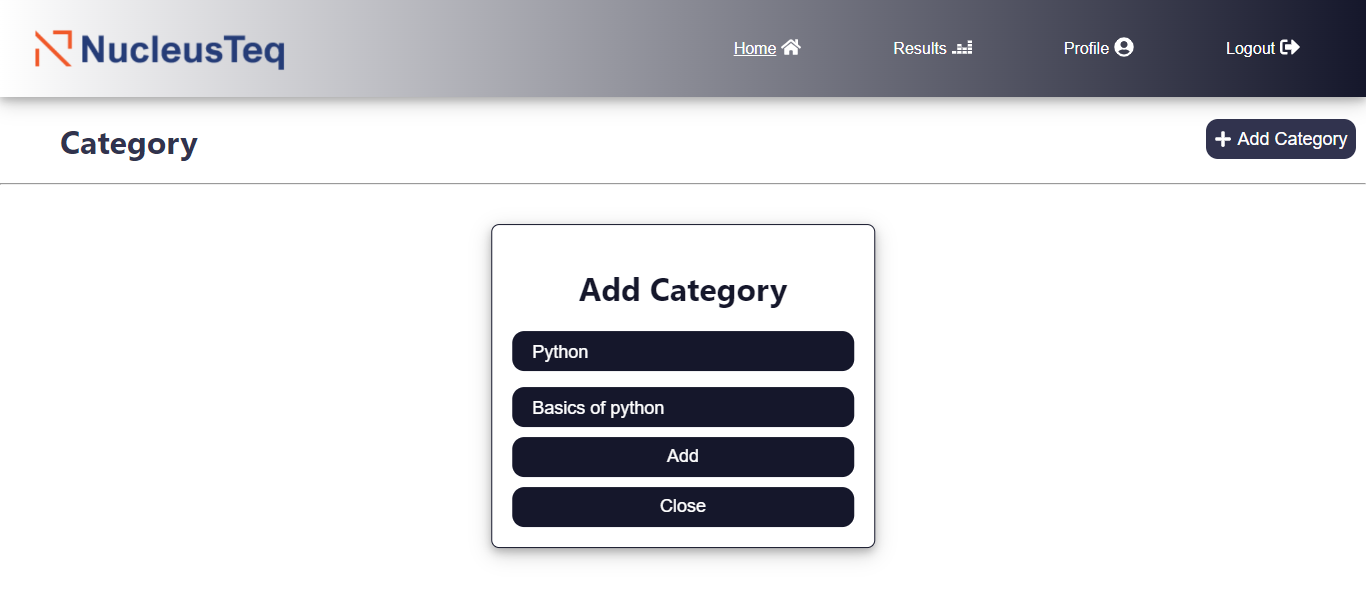 NucleusTeq
Home Results Profile Logout
Category
Add Category
Add Category
Python
Basics of python
Add
Close